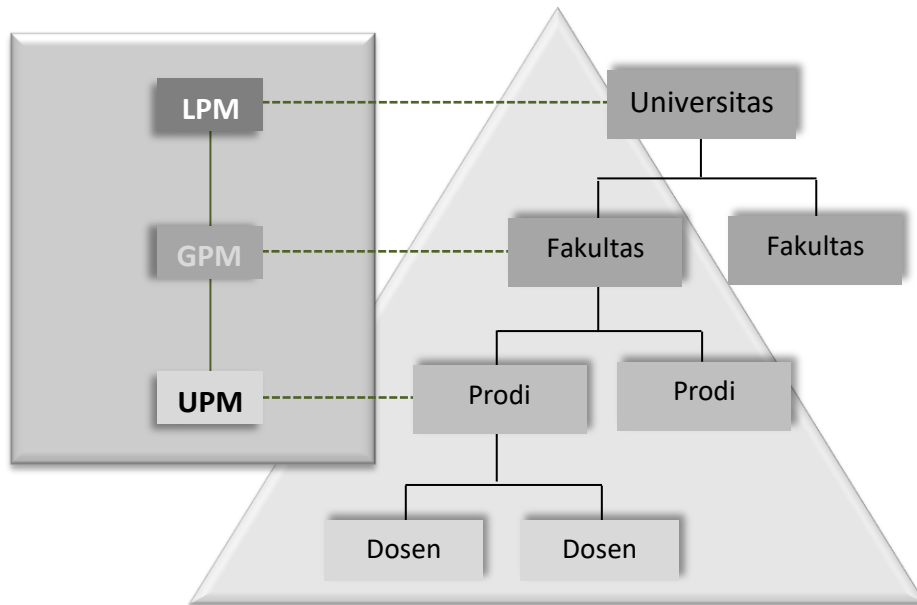 LPM
Universitas
GPM
Fakultas
Fakultas
UPM
Prodi
Prodi
Dosen
Dosen